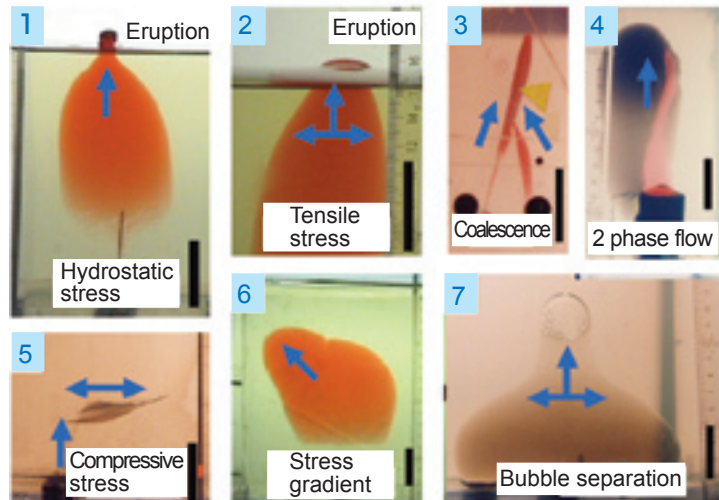 1
Eruption
Hydrostatic
stress
2
Eruption
Tensile
stress
3
Coalescence
4
2 phase flow
5
Compressive
stress
6
Stress
gradient
7
Bubble separation